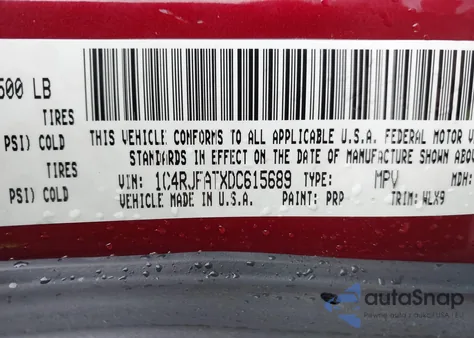 500 LB
TIRES
PSI) COLD
TIRES
PSI) COLD
THIS VEHICLE CONFORMS TO ALL APPLICABLE U.S.A. FEDERAL MOTOR V
STANDARDS IN EFFECT ON THE DATE OF MANUFACTURE SHOWN ABO
VIN: 1C4RJFATXDC615689 TYPE: MPV MDH:
VEHICLE MADE IN U.S.A. PAINT: PRP TRIM: WLX9
autoSnap